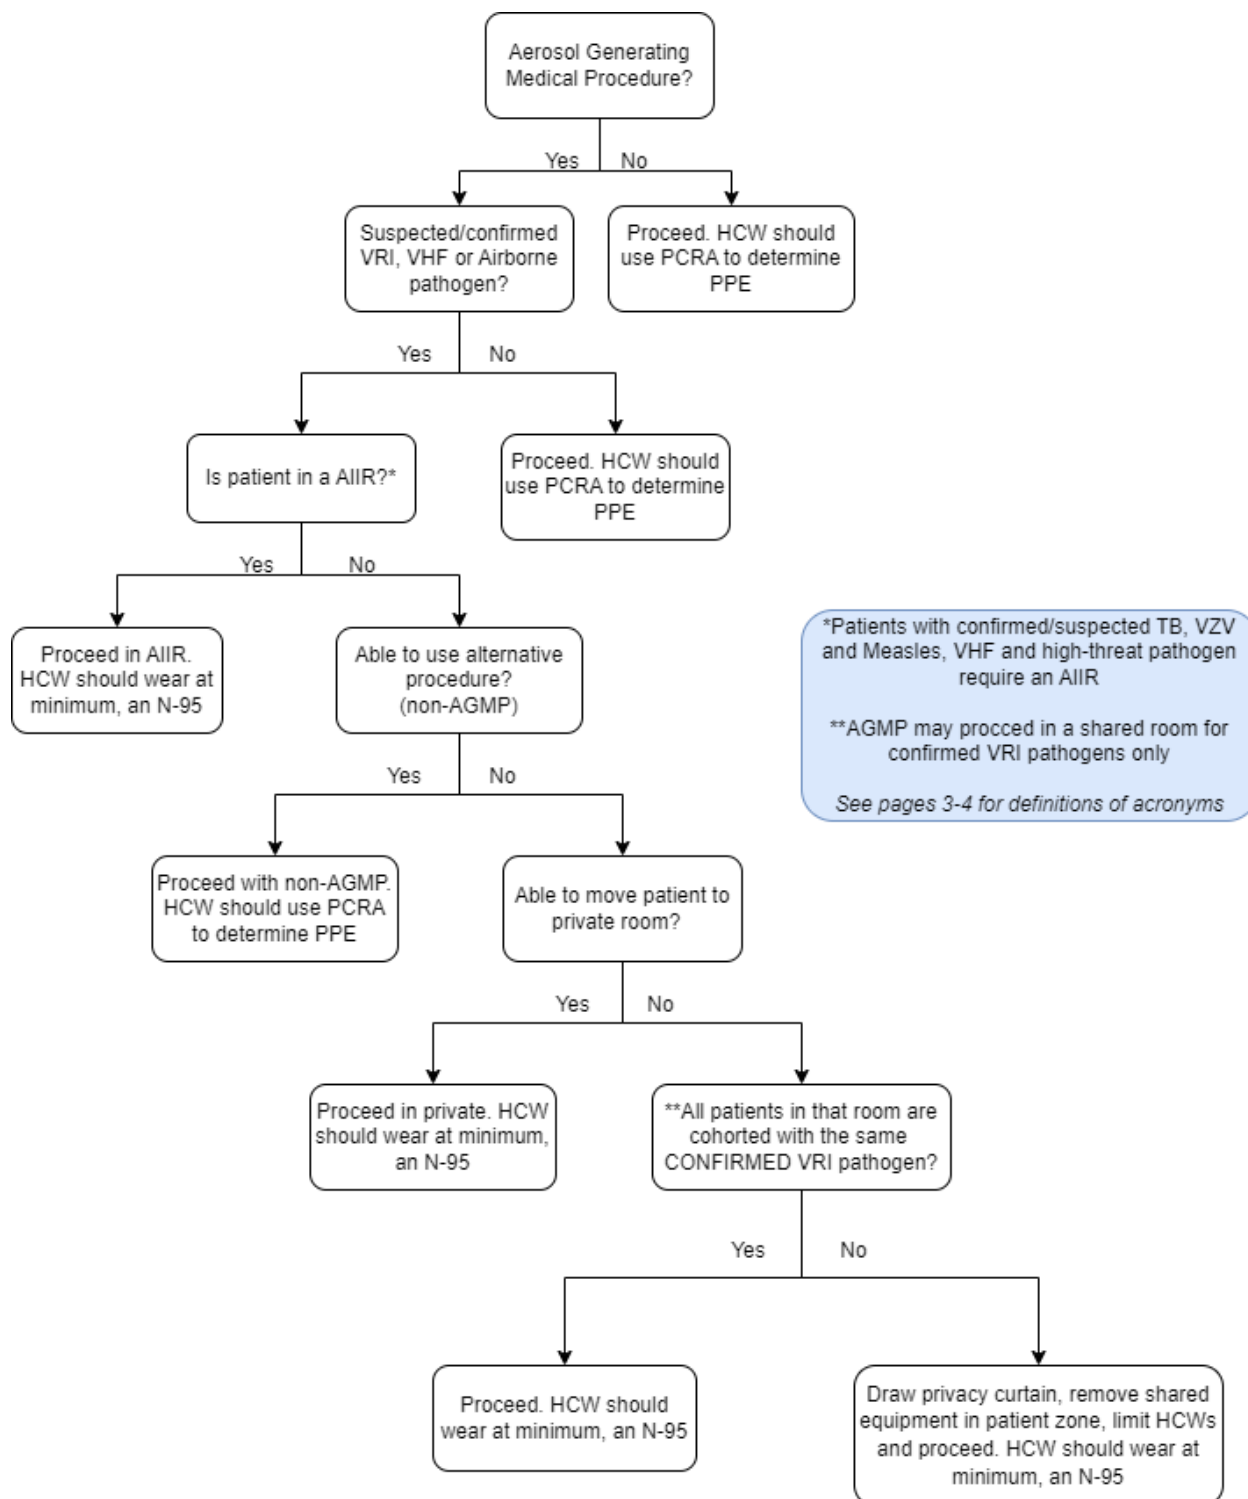 Aerosol Generating
Medical Procedure?
Yes
No
Suspected/confirmed
VRI, VHF or Airborne
pathogen?
Proceed. HCW should
use PCRA to determine
PPE
Yes
No
Is patient in a AIIR?*
Proceed. HCW should
use PCRA to determine
PPE
Yes
No
Proceed in AIIR.
HCW should wear at
minimum, an N-95
Able to use alternative
procedure?
(non-AGMP)
*Patients with confirmed/suspected TB, VZV
and Measles, VHF and high-threat pathogen
require an AIIR
**AGMP may procced in a shared room for
confirmed VRI pathogens only
See pages 3-4 for definitions of acronyms
Yes
No
Proceed with non-AGMP.
HCW should use PCRA
to determine PPE
Able to move patient to
private room?
Yes
No
Proceed in private. HCW
should wear at minimum,
an N-95
**All patients in that room are
cohorted with the same
CONFIRMED VRI pathogen?
Yes
No
Proceed. HCW should
wear at minimum, an N-95
Draw privacy curtain, remove shared
equipment in patient zone, limit HCWs
and proceed. HCW should wear at
minimum, an N-95